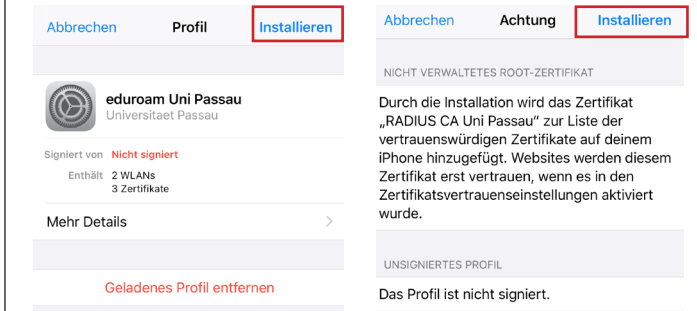 Abbrechen Profil Installieren
eduroam Uni Passau
Universitaet Passau
Signiert von Nicht signiert
Enthält 2 WLANs
3 Zertifikate
Mehr Details
Geladenes Profil entfernen
Abbrechen Achtung Installieren
NICHT VERWALTETES ROOT-ZERTIFIKAT
Durch die Installation wird das Zertifikat
„RADIUS CA Uni Passau“ zur Liste der
vertrauenswürdigen Zertifikate auf deinem
iPhone hinzugefügt. Websites werden diesem
Zertifikat erst vertrauen, wenn es in den
Zertifikatsvertrauenseinstellungen aktiviert
wurde.
UNSIGNIERTES PROFIL
Das Profil ist nicht signiert.